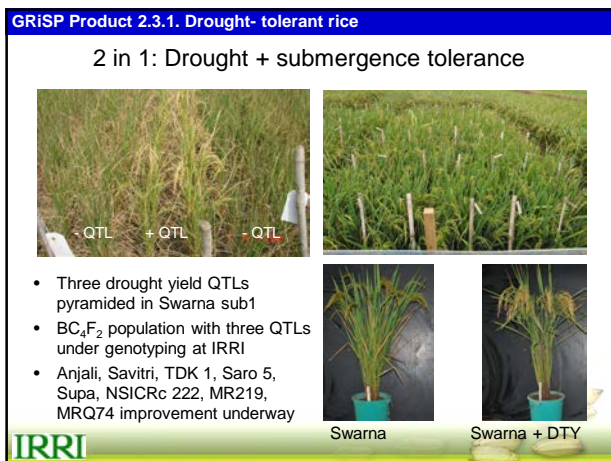 GRiSP Product 2.3.1. Drought- tolerant rice
2 in 1: Drought + submergence tolerance
- QTL + QTL - QTL
• Three drought yield QTLs
pyramided in Swarna sub1
• BC₄F₂ population with three QTLs
under genotyping at IRRI
• Anjali, Savitri, TDK 1, Saro 5,
Supa, NSICRc 222, MR219,
MRQ74 improvement underway
Swarna
Swarna + DTY
IRRI